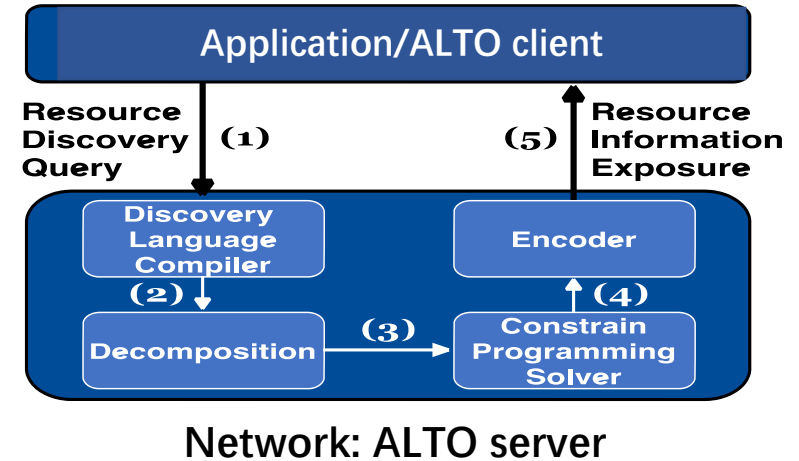 Application/ALTO client
Resource
Discovery
Query
(1)
(5)
Resource
Information
Exposure
Discovery
Language
Compiler
Encoder
(2)
(4)
Decomposition
(3)
Constrain
Programming
Solver
Network: ALTO server